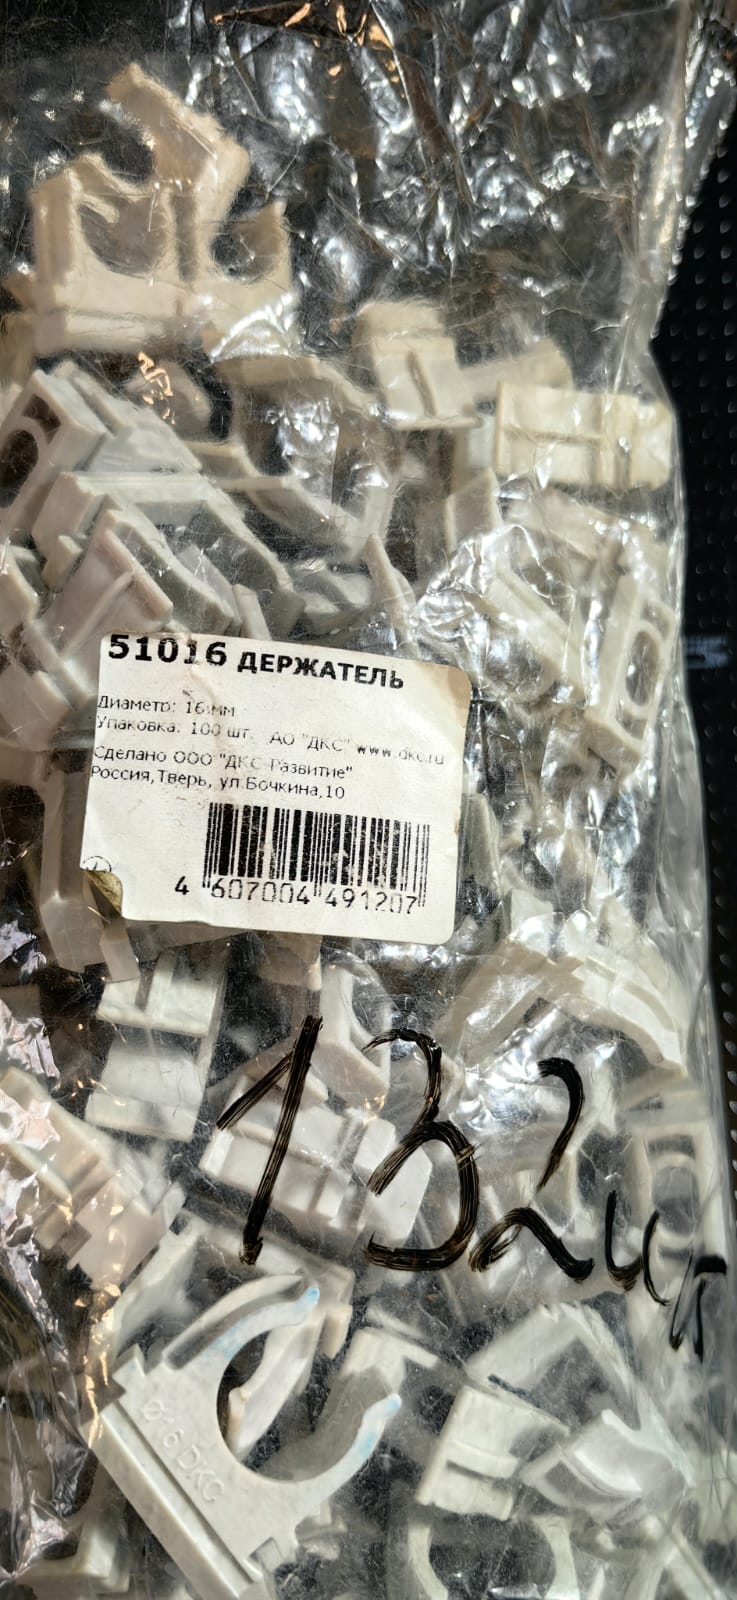 51016 ДЕРЖАТЕЛЬ
Диаметр: 16 мм
Упаковка: 100 шт. АО "ДКС" www.dkc.ru
Сделано ООО "ДКС Развитие"
Россия,Тверь, ул.Бочкина,10
4 607004 491207
132шт
Ø16 DKC